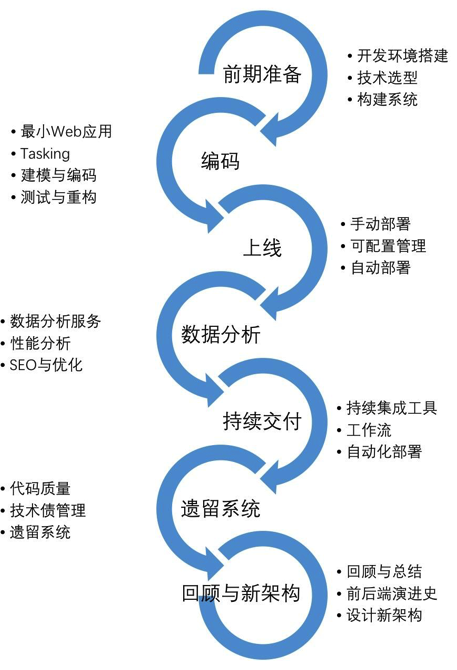 前期准备
• 开发环境搭建
• 技术选型
• 构建系统
编码
• 最小Web应用
• Tasking
• 建模与编码
• 测试与重构
上线
• 手动部署
• 可配置管理
• 自动部署
数据分析
• 数据分析服务
• 性能分析
• SEO与优化
持续交付
• 持续集成工具
• 工作流
• 自动化部署
遗留系统
• 代码质量
• 技术债管理
• 遗留系统
回顾与新架构
• 回顾与总结
• 前后端演进史
• 设计新架构